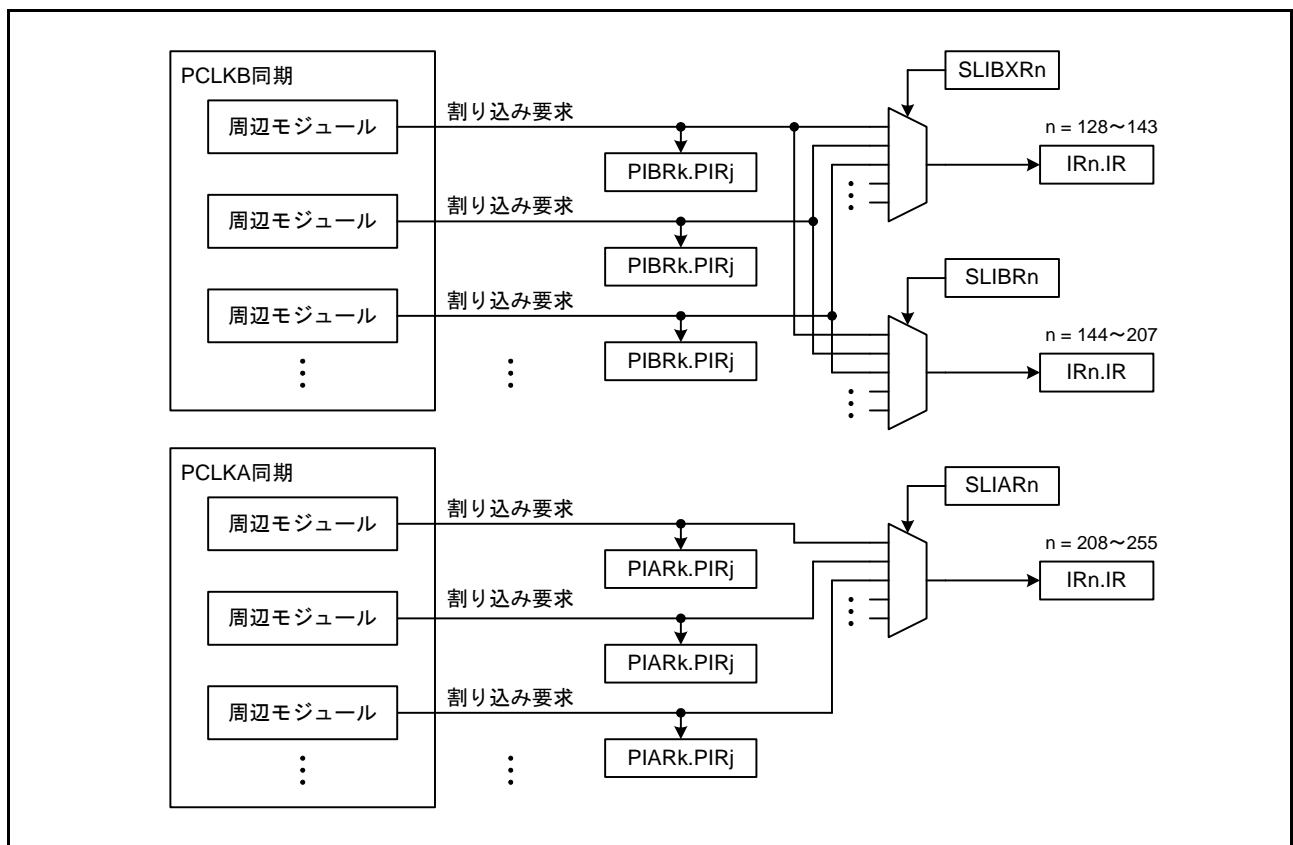 PCLKB同期
SLIBXRn
周辺モジュール
割り込み要求
n = 128～143
PIBRk.PIRj
IRn.IR
周辺モジュール
割り込み要求
PIBRk.PIRj
SLIBRn
周辺モジュール
割り込み要求
n = 144～207
PIBRk.PIRj
IRn.IR
PCLKA同期
SLIARn
周辺モジュール
割り込み要求
n = 208～255
PIARk.PIRj
IRn.IR
周辺モジュール
割り込み要求
PIARk.PIRj
周辺モジュール
割り込み要求
PIARk.PIRj